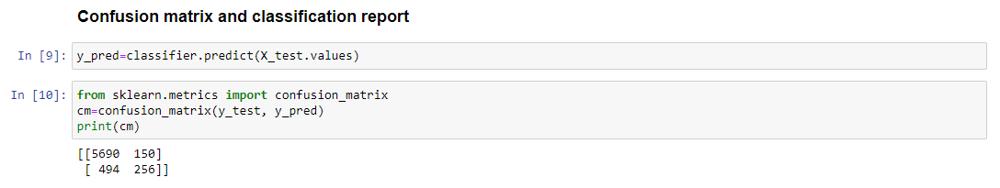 Confusion matrix and classification report
In [9]: y_pred=classifier.predict(X_test.values)
In [10]: from sklearn.metrics import confusion_matrix
cm=confusion_matrix(y_test, y_pred)
print(cm)
[[5690  150]
 [ 494  256]]